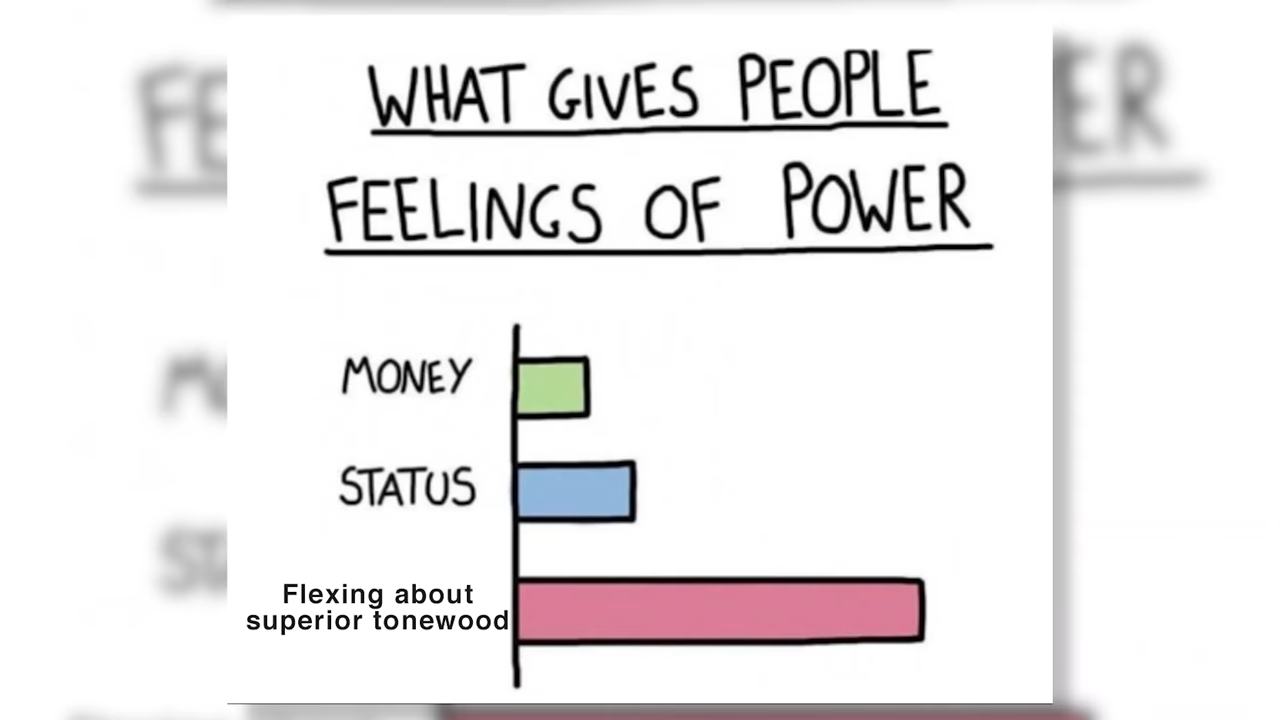 WHAT GIVES PEOPLE
FEELINGS OF POWER
MONEY
STATUS
Flexing about
superior tonewood